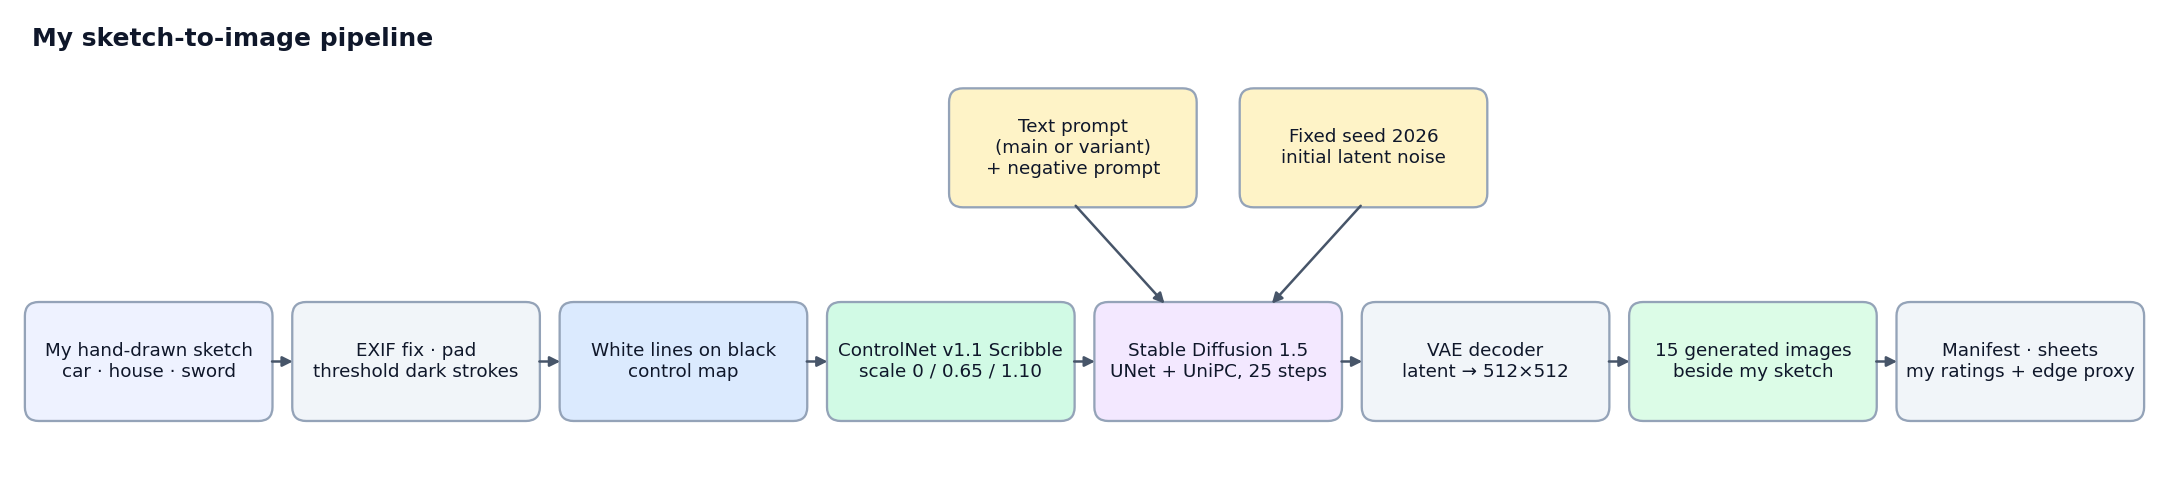 My sketch-to-image pipeline
Text prompt
(main or variant)
+ negative prompt
Fixed seed 2026
initial latent noise
My hand-drawn sketch
car · house · sword
EXIF fix · pad
threshold dark strokes
White lines on black
control map
ControlNet v1.1 Scribble
scale 0 / 0.65 / 1.10
Stable Diffusion 1.5
UNet + UniPC, 25 steps
VAE decoder
latent → 512×512
15 generated images
beside my sketch
Manifest · sheets
my ratings + edge proxy